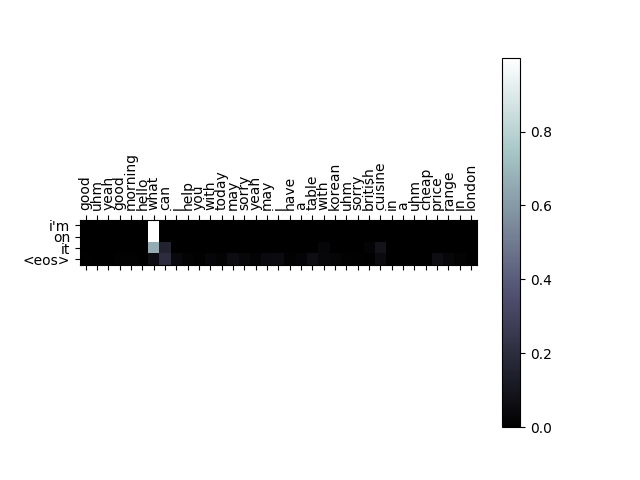 good
uhm
yeah
good
morning
hello
what
can
i
help
you
with
today
may
sorry
yeah
may
i
have
a
table
with
korean
uhm
sorry
british
cuisine
in
a
uhm
cheap
price
range
in
london
i'm
on
it
<eos>
0.8
0.6
0.4
0.2
0.0